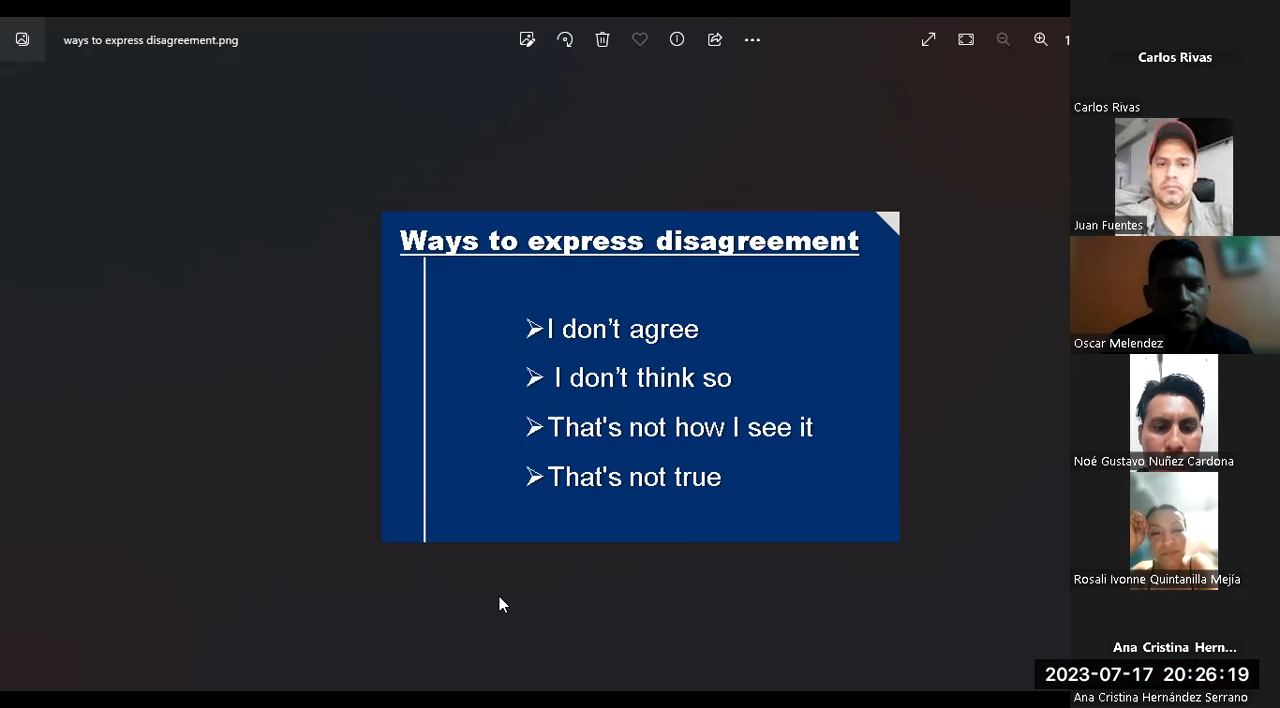 ways to express disagreement.png
1
Ways to express disagreement
➢I don't agree
➢ I don't think so
➢That's not how I see it
➢That's not true
Carlos Rivas
Carlos Rivas
Juan Fuentes
Oscar Melendez
Noé Gustavo Nuñez Cardona
Rosali Ivonne Quintanilla Mejía
Ana Cristina Hern...
2023-07-17 20:26:19
Ana Cristina Hernández Serrano